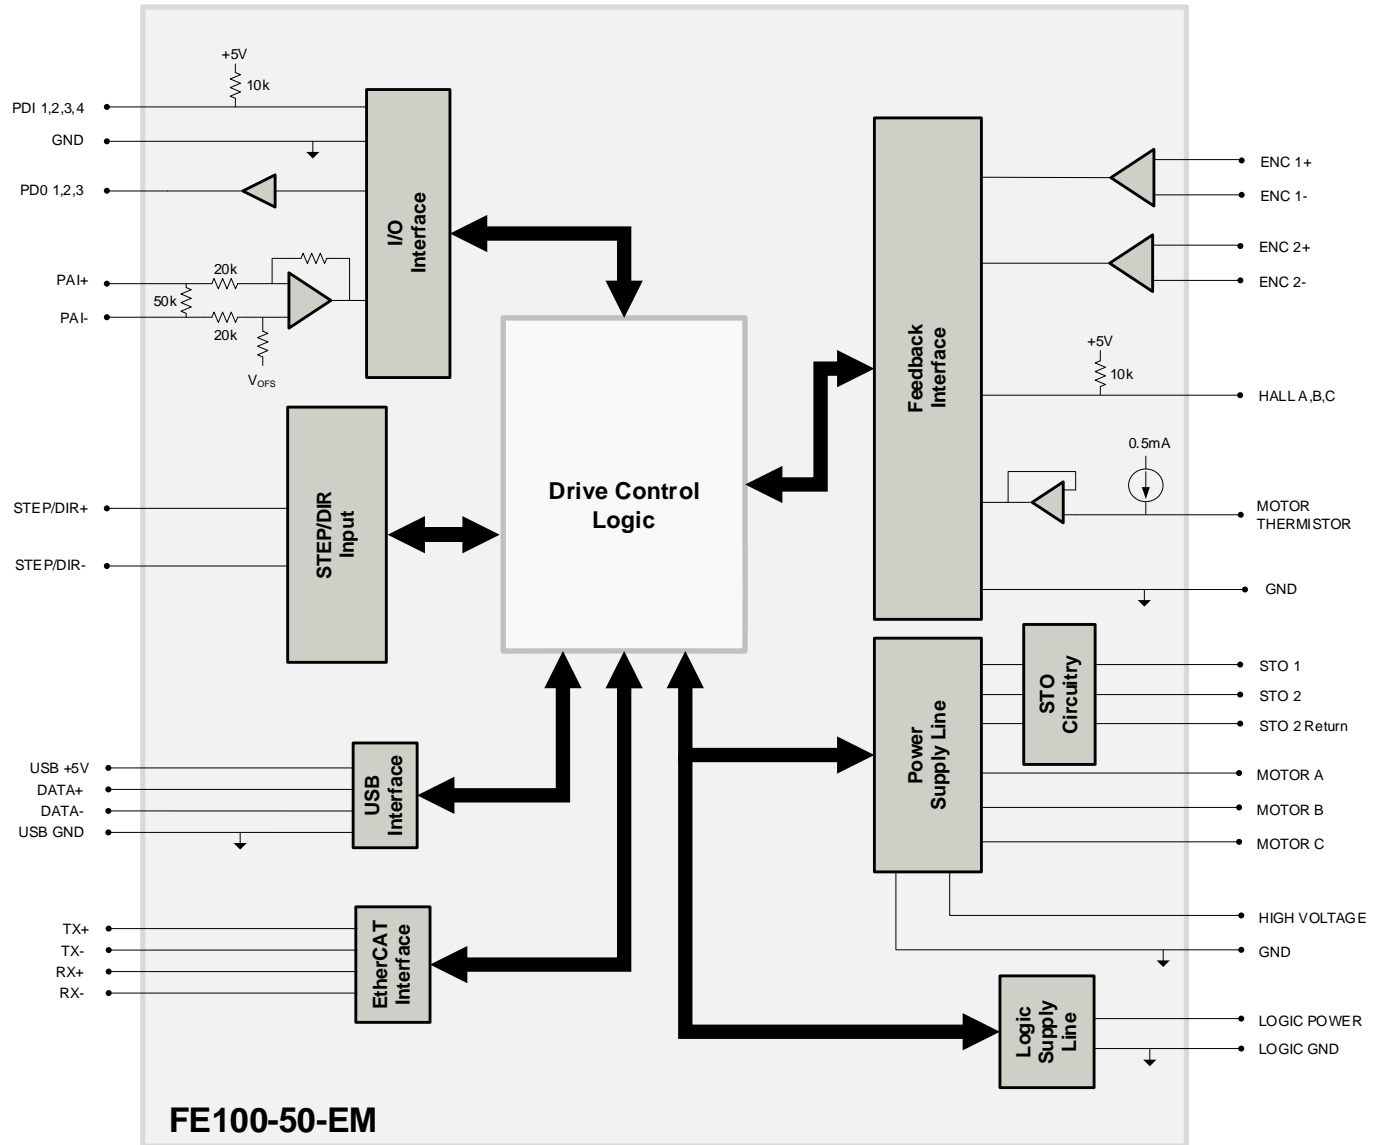 +5V
10k
PDI 1,2,3,4
GND
PD0 1,2,3
PAI+
20k
50k
PAI-
20k
VOFS
I/O
Interface
STEP/DIR+
STEP/DIR-
STEP/DIR
Input
Drive Control
Logic
Feedback
Interface
ENC 1+
ENC 1-
ENC 2+
ENC 2-
+5V
10k
HALL A,B,C
0.5mA
MOTOR
THERMISTOR
GND
Power
Supply Line
STO
Circuitry
STO 1
STO 2
STO 2 Return
MOTOR A
MOTOR B
MOTOR C
HIGH VOLTAGE
GND
USB +5V
DATA+
DATA-
USB GND
USB
Interface
TX+
TX-
RX+
RX-
EtherCAT
Interface
Logic
Supply
Line
LOGIC POWER
LOGIC GND
FE100-50-EM